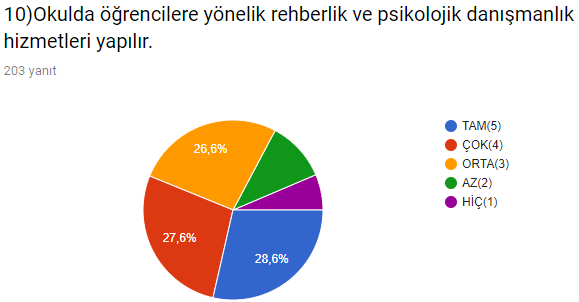 10)Okulda öğrencilere yönelik rehberlik ve psikolojik danışmanlık
hizmetleri yapılır.
203 yanıt
26,6%
27,6%
28,6%
TAM(5)
ÇOK(4)
ORTA(3)
AZ(2)
HİÇ(1)